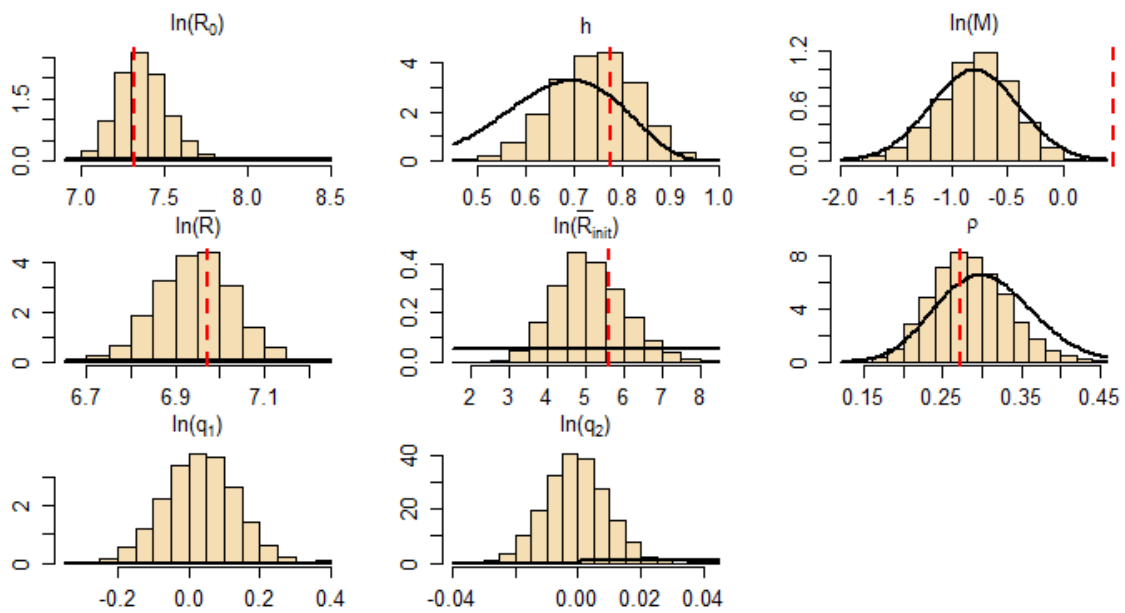 ln(R₀)
0.0 1.5
7.0 7.5 8.0 8.5
h
0 2 4
0.5 0.6 0.7 0.8 0.9 1.0
ln(M)
0.0 0.6 1.2
-2.0 -1.5 -1.0 -0.5 0.0
ln(R̅)
0 2 4
6.7 6.9 7.1
ln(R̅_init)
0.0 0.2 0.4
2 3 4 5 6 7 8
ρ
0 4 8
0.15 0.25 0.35 0.45
ln(q₁)
0 2
-0.2 0.0 0.2 0.4
ln(q₂)
0 20 40
-0.04 0.00 0.02 0.04